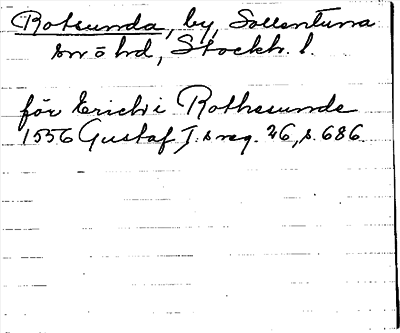 Rotsunda, by, Sollentuna
sn o hd, Stockh. l.
för Erich i Rothsunde
1556 Gustaf I:s reg. 26, s. 686.